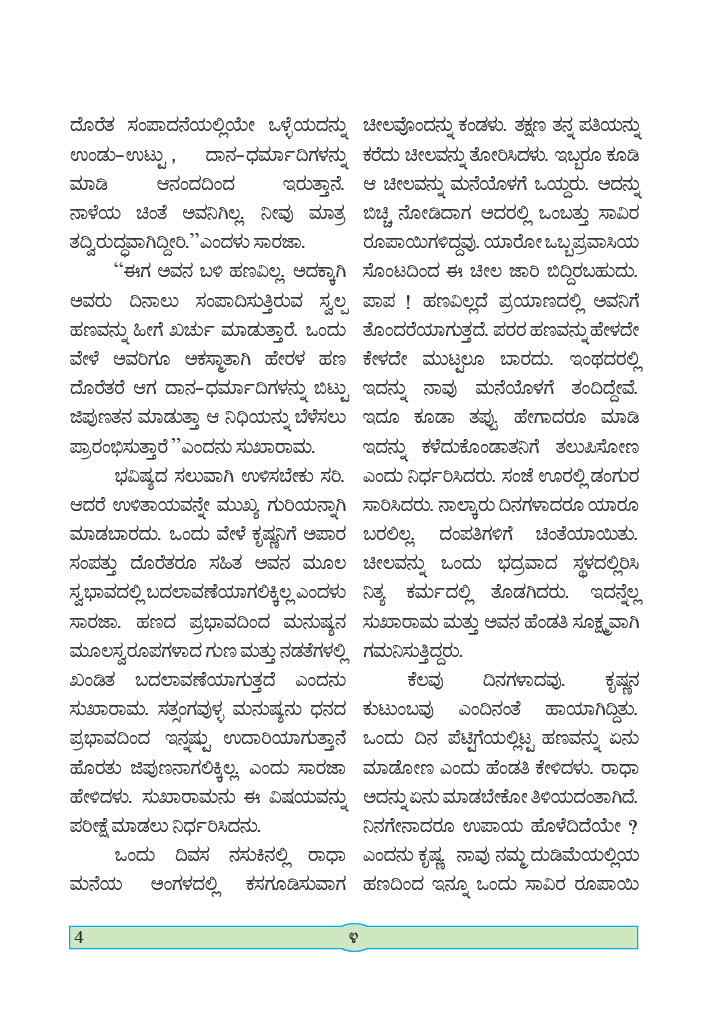 ದೊರೆತ ಸಂಪಾದನೆಯಲ್ಲಿಯೇ ಒಳ್ಳೆಯದನ್ನು
ಉಂಡು-ಉಟ್ಟು, ದಾನ-ಧರ್ಮಾದಿಗಳನ್ನು
ಮಾಡಿ ಆನಂದದಿಂದ ಇರುತ್ತಾನೆ.
ನಾಳೆಯ ಚಿಂತೆ ಅವನಿಗಿಲ್ಲ. ನೀವು ಮಾತ್ರ
ತದ್ವಿರುದ್ಧವಾಗಿದ್ದೀರಿ.” ಎಂದಳು ಸಾರಜಾ.
“ಈಗ ಅವನ ಬಳಿ ಹಣವಿಲ್ಲ. ಅದಕ್ಕಾಗಿ
ಅವರು ದಿನಾಲು ಸಂಪಾದಿಸುತ್ತಿರುವ ಸ್ವಲ್ಪ
ಹಣವನ್ನು ಹೀಗೆ ಖರ್ಚು ಮಾಡುತ್ತಾರೆ. ಒಂದು
ವೇಳೆ ಅವರಿಗೂ ಅಕಸ್ಮಾತಾಗಿ ಹೇರಳ ಹಣ
ದೊರೆತರೆ ಆಗ ದಾನ-ಧರ್ಮಾದಿಗಳನ್ನು ಬಿಟ್ಟು
ಜಿಪುಣತನ ಮಾಡುತ್ತಾ ಆ ನಿಧಿಯನ್ನು ಬೆಳೆಸಲು
ಪ್ರಾರಂಭಿಸುತ್ತಾರೆ ” ಎಂದನು ಸುಖಾರಾಮ.
ಭವಿಷ್ಯದ ಸಲುವಾಗಿ ಉಳಿಸಬೇಕು ಸರಿ.
ಆದರೆ ಉಳಿತಾಯವನ್ನೇ ಮುಖ್ಯ ಗುರಿಯನ್ನಾಗಿ
ಮಾಡಬಾರದು. ಒಂದು ವೇಳೆ ಕೃಷ್ಣನಿಗೆ ಅಪಾರ
ಸಂಪತ್ತು ದೊರೆತರೂ ಸಹಿತ ಅವನ ಮೂಲ
ಸ್ವಭಾವದಲ್ಲಿ ಬದಲಾವಣೆಯಾಗಲಿಕ್ಕಿಲ್ಲ ಎಂದಳು
ಸಾರಜಾ. ಹಣದ ಪ್ರಭಾವದಿಂದ ಮನುಷ್ಯನ
ಮೂಲಸ್ವರೂಪಗಳಾದ ಗುಣ ಮತ್ತು ನಡತೆಗಳಲ್ಲಿ
ಖಂಡಿತ ಬದಲಾವಣೆಯಾಗುತ್ತದೆ ಎಂದನು
ಸುಖಾರಾಮ. ಸತ್ಸಂಗವುಳ್ಳ ಮನುಷ್ಯನು ಧನದ
ಪ್ರಭಾವದಿಂದ ಇನ್ನಷ್ಟು ಉದಾರಿಯಾಗುತ್ತಾನೆ
ಹೊರತು ಜಿಪುಣನಾಗಲಿಕ್ಕಿಲ್ಲ. ಎಂದು ಸಾರಜಾ
ಹೇಳಿದಳು. ಸುಖಾರಾಮನು ಈ ವಿಷಯವನ್ನು
ಪರೀಕ್ಷೆ ಮಾಡಲು ನಿರ್ಧರಿಸಿದನು.
ಒಂದು ದಿವಸ ನಸುಕಿನಲ್ಲಿ ರಾಧಾ
ಮನೆಯ ಅಂಗಳದಲ್ಲಿ ಕಸಗೂಡಿಸುವಾಗ
ಚೀಲವೊಂದನ್ನು ಕಂಡಳು. ತಕ್ಷಣ ತನ್ನ ಪತಿಯನ್ನು
ಕರೆದು ಚೀಲವನ್ನು ತೋರಿಸಿದಳು. ಇಬ್ಬರೂ ಕೂಡಿ
ಆ ಚೀಲವನ್ನು ಮನೆಯೊಳಗೆ ಒಯ್ದರು. ಅದನ್ನು
ಬಿಚ್ಚಿ ನೋಡಿದಾಗ ಅದರಲ್ಲಿ ಒಂಬತ್ತು ಸಾವಿರ
ರೂಪಾಯಿಗಳಿದ್ದವು. ಯಾರೋ ಒಬ್ಬಪ್ರವಾಸಿಯ
ಸೊಂಟದಿಂದ ಈ ಚೀಲ ಜಾರಿ ಬಿದ್ದಿರಬಹುದು.
ಪಾಪ ! ಹಣವಿಲ್ಲದೆ ಪ್ರಯಾಣದಲ್ಲಿ ಅವನಿಗೆ
ತೊಂದರೆಯಾಗುತ್ತದೆ. ಪರರ ಹಣವನ್ನು ಹೇಳದೇ
ಕೇಳದೇ ಮುಟ್ಟಲೂ ಬಾರದು. ಇಂಥದರಲ್ಲಿ
ಇದನ್ನು ನಾವು ಮನೆಯೊಳಗೆ ತಂದಿದ್ದೇವೆ.
ಇದೂ ಕೂಡಾ ತಪ್ಪು. ಹೇಗಾದರೂ ಮಾಡಿ
ಇದನ್ನು ಕಳೆದುಕೊಂಡಾತನಿಗೆ ತಲುಪಿಸೋಣ
ಎಂದು ನಿರ್ಧರಿಸಿದರು. ಸಂಜೆ ಊರಲ್ಲಿ ಡಂಗುರ
ಸಾರಿಸಿದರು. ನಾಲ್ಕಾರು ದಿನಗಳಾದರೂ ಯಾರೂ
ಬರಲಿಲ್ಲ. ದಂಪತಿಗಳಿಗೆ ಚಿಂತೆಯಾಯಿತು.
ಚೀಲವನ್ನು ಒಂದು ಭದ್ರವಾದ ಸ್ಥಳದಲ್ಲಿರಿಸಿ
ನಿತ್ಯ ಕರ್ಮದಲ್ಲಿ ತೊಡಗಿದರು. ಇದನ್ನೆಲ್ಲ
ಸುಖಾರಾಮ ಮತ್ತು ಅವನ ಹೆಂಡತಿ ಸೂಕ್ಷ್ಮವಾಗಿ
ಗಮನಿಸುತ್ತಿದ್ದರು.
ಕೆಲವು ದಿನಗಳಾದವು. ಕೃಷ್ಣನ
ಕುಟುಂಬವು ಎಂದಿನಂತೆ ಹಾಯಾಗಿದ್ದಿತು.
ಒಂದು ದಿನ ಪೆಟ್ಟಿಗೆಯಲ್ಲಿಟ್ಟ ಹಣವನ್ನು ಏನು
ಮಾಡೋಣ ಎಂದು ಹೆಂಡತಿ ಕೇಳಿದಳು. ರಾಧಾ
ಅದನ್ನು ಏನು ಮಾಡಬೇಕೋ ತಿಳಿಯದಂತಾಗಿದೆ.
ನಿನಗೇನಾದರೂ ಉಪಾಯ ಹೊಳೆದಿದೆಯೇ ?
ಎಂದನು ಕೃಷ್ಣ. ನಾವು ನಮ್ಮ ದುಡಿಮೆಯಲ್ಲಿಯ
ಹಣದಿಂದ ಇನ್ನೂ ಒಂದು ಸಾವಿರ ರೂಪಾಯಿ
4
೪